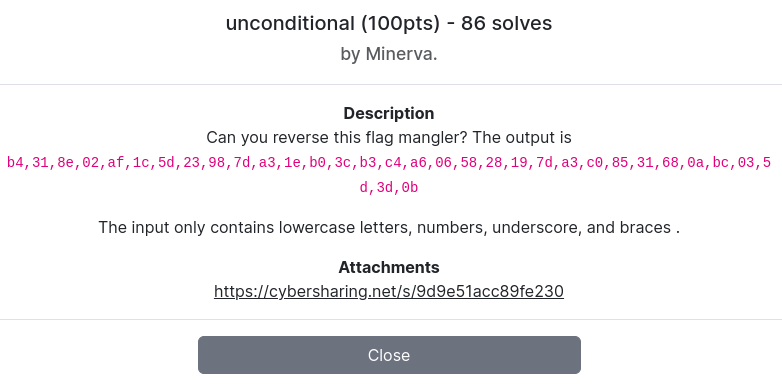 unconditional (100pts) - 86 solves
by Minerva.
Description
Can you reverse this flag mangler? The output is
b4,31,8e,02,af,1c,5d,23,98,7d,a3,1e,b0,3c,b3,c4,a6,06,58,28,19,7d,a3,c0,85,31,68,0a,bc,03,5
d,3d,0b
The input only contains lowercase letters, numbers, underscore, and braces .
Attachments
https://cybersharing.net/s/9d9e51acc89fe230
Close